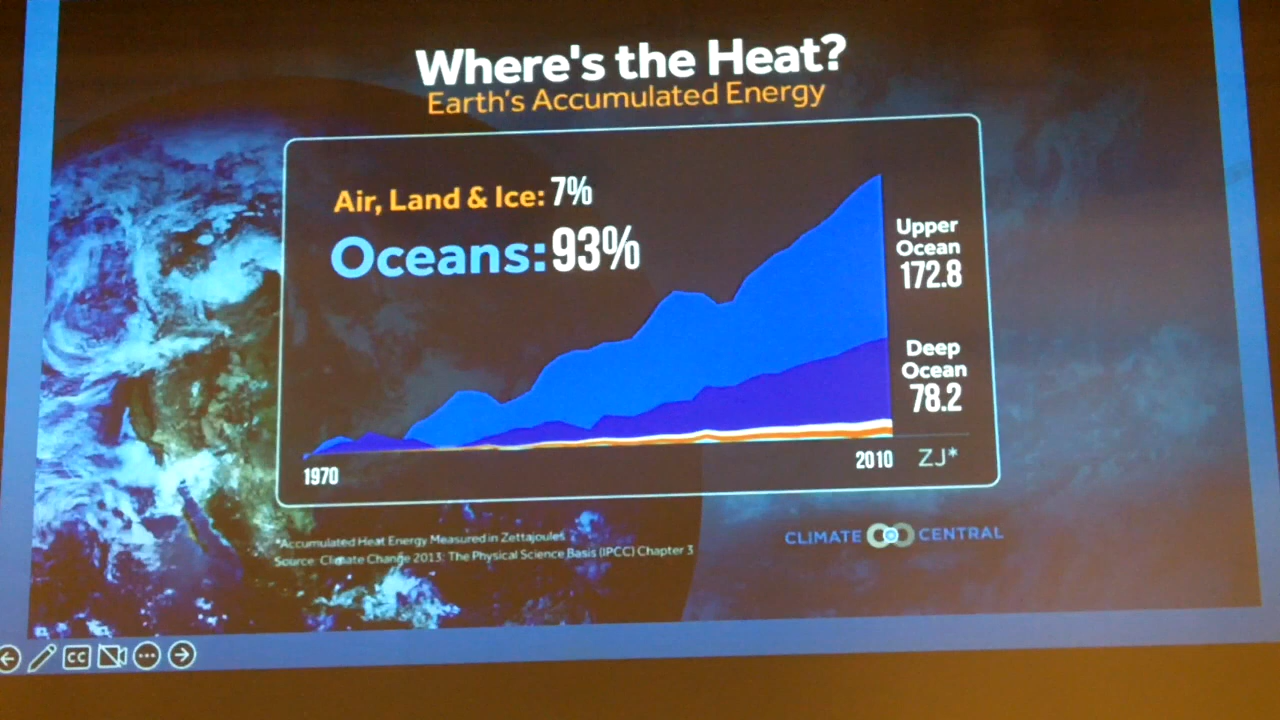 Where's the Heat?
Earth's Accumulated Energy
Air, Land & Ice: 7%
Oceans: 93%
Upper
Ocean
172.8
Deep
Ocean
78.2
1970
2010
ZJ*
*Accumulated Heat Energy Measured in Zettajoules
Source: Climate Change 2013: The Physical Science Basis (IPCC) Chapter 3
CLIMATE CENTRAL
CC